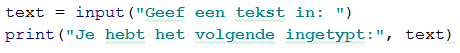 text = input("Geef een tekst in: ")
print("Je hebt het volgende ingetypt:", text)